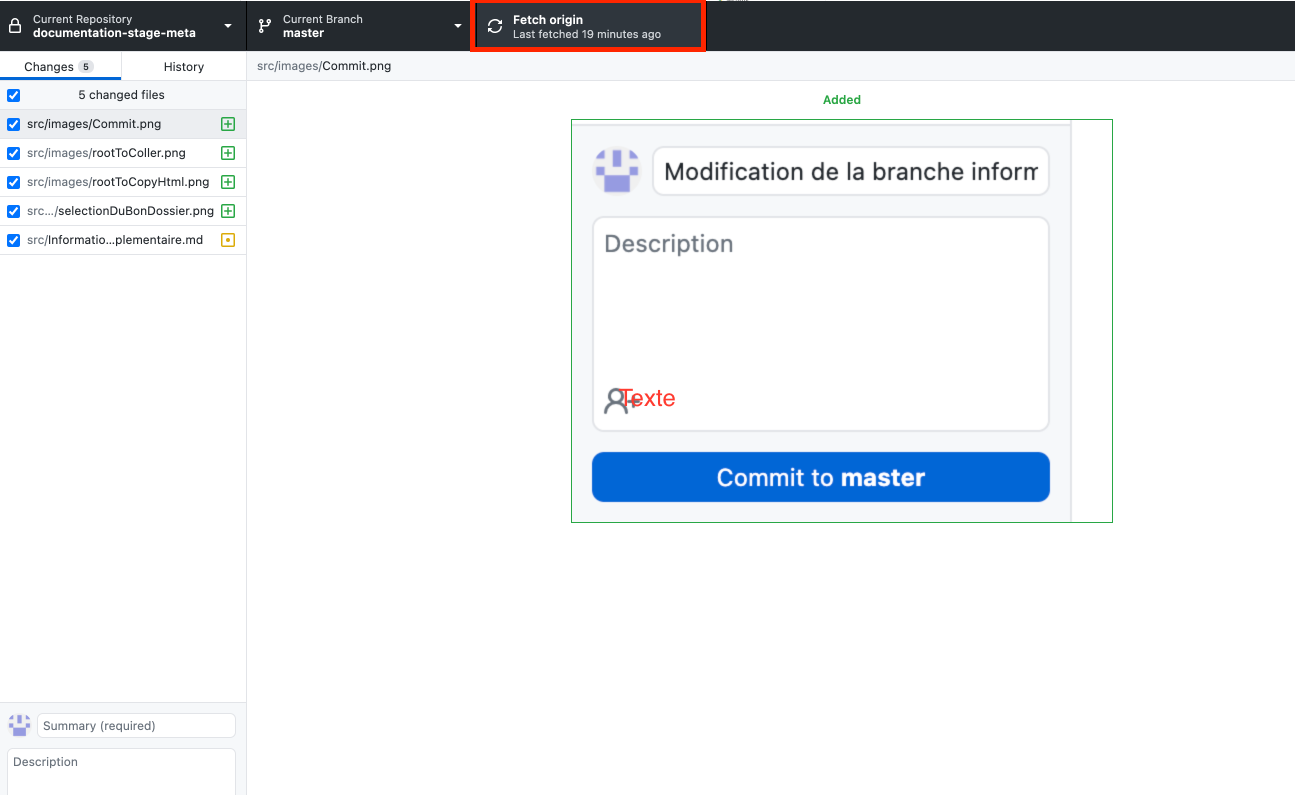 Current Repository
documentation-stage-meta
Current Branch
master
Fetch origin
Last fetched 19 minutes ago
Changes 5
History
src/images/Commit.png
5 changed files
src/images/Commit.png
src/images/rootToColler.png
src/images/rootToCopyHtml.png
src.../selectionDuBonDossier.png
src/Informatio...plementaire.md
Added
Modification de la branche inform
Description
Texte
Commit to master
Summary (required)
Description